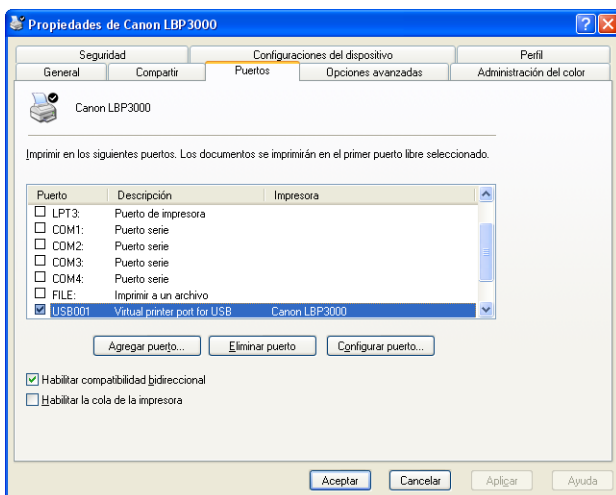 Propiedades de Canon LBP3000
Seguridad Configuraciones del dispositivo Perfil
General Compartir Puertos Opciones avanzadas Administración del color
Canon LBP3000
Imprimir en los siguientes puertos. Los documentos se imprimirán en el primer puerto libre seleccionado.
Puerto Descripción Impresora
LPT3: Puerto de impresora
COM1: Puerto serie
COM2: Puerto serie
COM3: Puerto serie
COM4: Puerto serie
FILE: Imprimir a un archivo
USB001 Virtual printer port for USB Canon LBP3000
Agregar puerto... Eliminar puerto Configurar puerto...
Habilitar compatibilidad bidireccional
Habilitar la cola de la impresora
Aceptar Cancelar Aplicar Ayuda